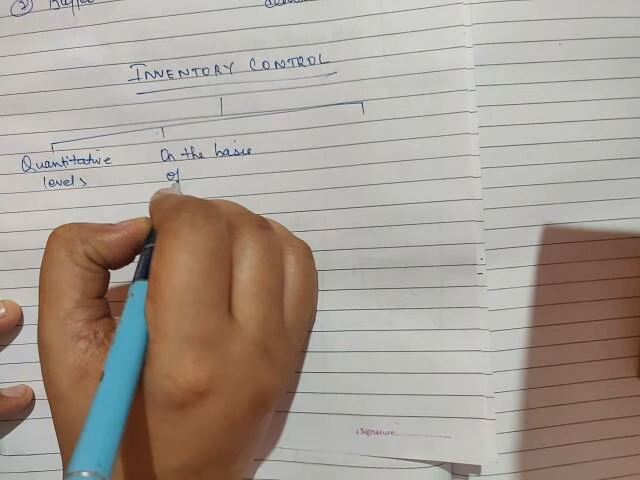 INVENTORY CONTROL
Quantitative
levels
On the basis
of
Signature